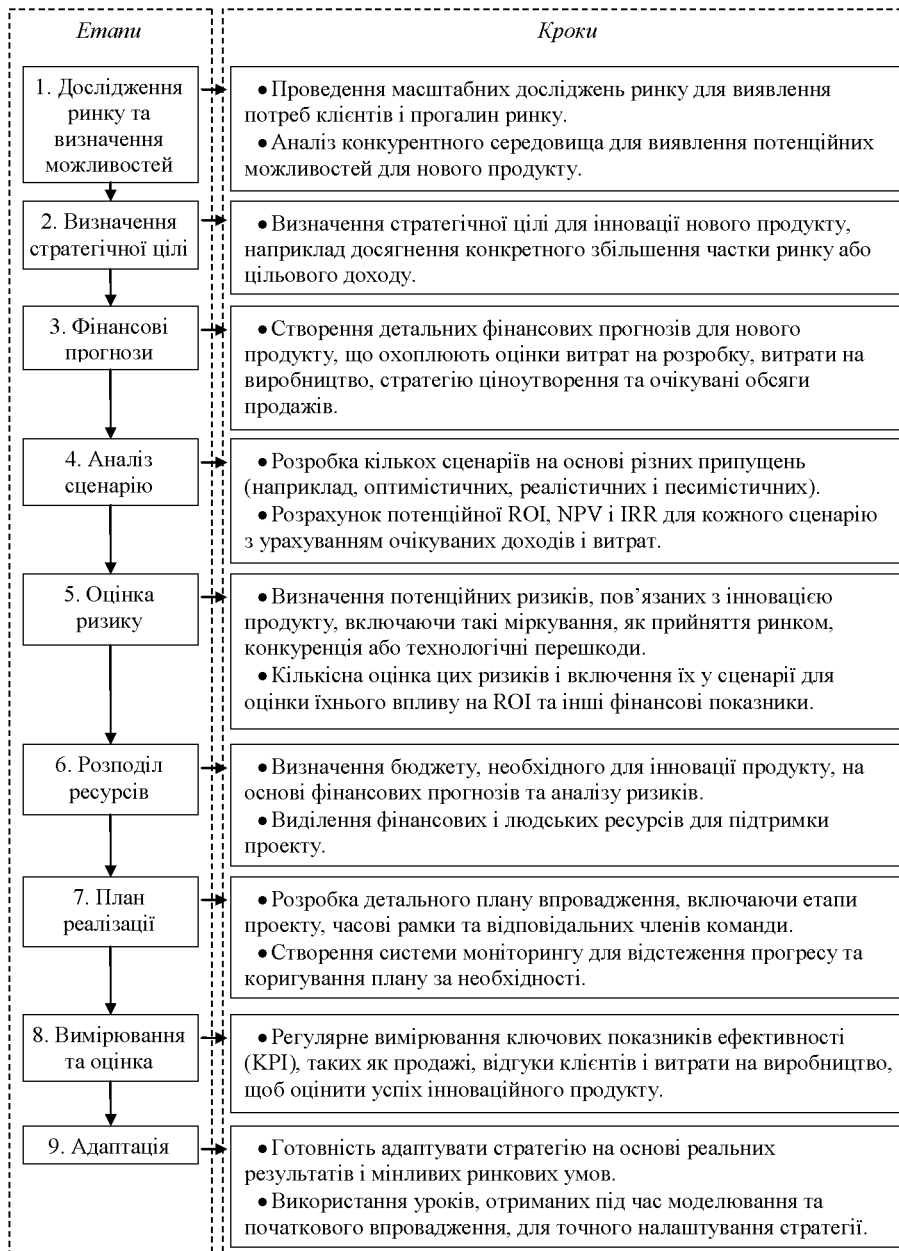 Етапи
Кроки
1. Дослідження
ринку та
визначення
можливостей
● Проведення масштабних досліджень ринку для виявлення
потреб клієнтів і прогалин ринку.
● Аналіз конкурентного середовища для виявлення потенційних
можливостей для нового продукту.
2. Визначення
стратегічної цілі
● Визначення стратегічної цілі для інновації нового продукту,
наприклад досягнення конкретного збільшення частки ринку або
цільового доходу.
3. Фінансові
прогнози
● Створення детальних фінансових прогнозів для нового
продукту, що охоплюють оцінки витрат на розробку, витрати на
виробництво, стратегію ціноутворення та очікувані обсяги
продажів.
4. Аналіз
сценарію
● Розробка кількох сценаріїв на основі різних припущень
(наприклад, оптимістичних, реалістичних і песимістичних).
● Розрахунок потенційної ROI, NPV і IRR для кожного сценарію
з урахуванням очікуваних доходів і витрат.
5. Оцінка
ризику
● Визначення потенційних ризиків, пов’язаних з інновацією
продукту, включаючи такі міркування, як прийняття ринком,
конкуренція або технологічні перешкоди.
● Кількісна оцінка цих ризиків і включення їх у сценарії для
оцінки їхнього впливу на ROI та інші фінансові показники.
6. Розподіл
ресурсів
● Визначення бюджету, необхідного для інновації продукту, на
основі фінансових прогнозів та аналізу ризиків.
● Виділення фінансових і людських ресурсів для підтримки
проекту.
7. План
реалізації
● Розробка детального плану впровадження, включаючи етапи
проекту, часові рамки та відповідальних членів команди.
● Створення системи моніторингу для відстеження прогресу та
коригування плану за необхідності.
8. Вимірювання
та оцінка
● Регулярне вимірювання ключових показників ефективності
(KPI), таких як продажі, відгуки клієнтів і витрати на виробництво,
щоб оцінити успіх інноваційного продукту.
9. Адаптація
● Готовність адаптувати стратегію на основі реальних
результатів і мінливих ринкових умов.
● Використання уроків, отриманих під час моделювання та
початкового впровадження, для точного налаштування стратегії.